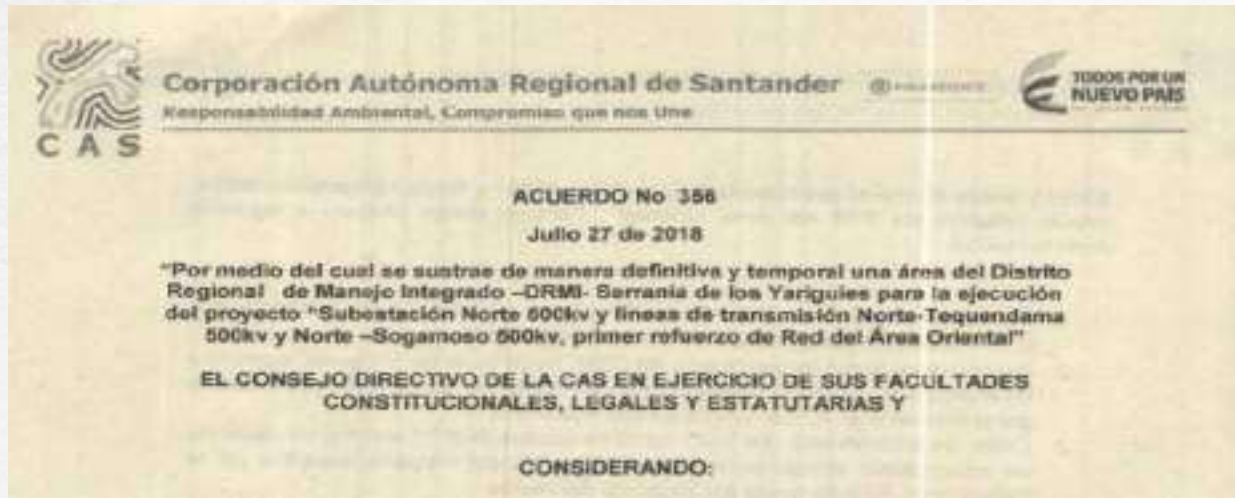 Corporación Autónoma Regional de Santander
Responsabilidad Ambiental, Compromiso que nos Une
CAS
TODOS POR UN
NUEVO PAÍS
ACUERDO No 356
Julio 27 de 2018
"Por medio del cual se sustrae de manera definitiva y temporal una área del Distrito
Regional de Manejo Integrado –DRMI- Serranía de los Yariguíes para la ejecución
del proyecto "Subestación Norte 500kv y líneas de transmisión Norte-Tequendama
500kv y Norte –Sogamoso 500kv, primer refuerzo de Red del Área Oriental"
EL CONSEJO DIRECTIVO DE LA CAS EN EJERCICIO DE SUS FACULTADES
CONSTITUCIONALES, LEGALES Y ESTATUTARIAS Y
CONSIDERANDO: